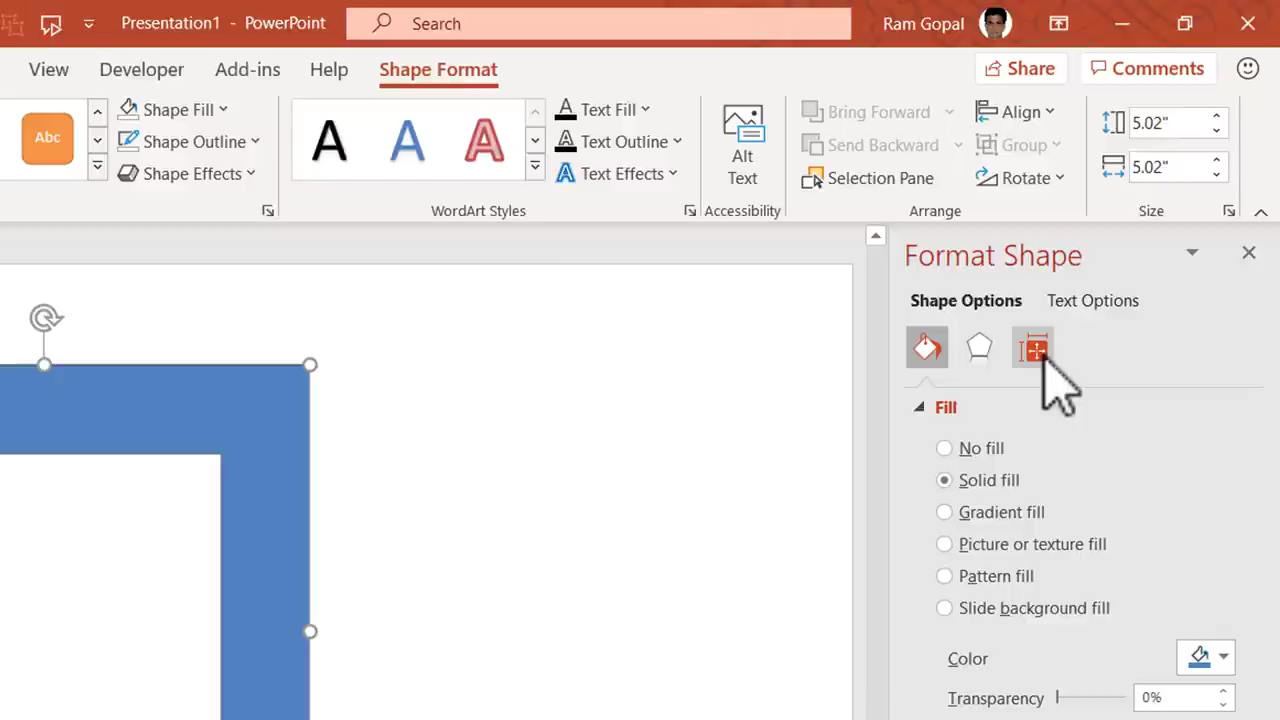 Presentation1 - PowerPoint
Search
Ram Gopal
View Developer Add-ins Help Shape Format
Share Comments
Abc
Shape Fill
Shape Outline
Shape Effects
A A A
Text Fill
Text Outline
Text Effects
WordArt Styles
Alt
Text
Accessibility
Bring Forward
Send Backward
Selection Pane
Align
Group
Rotate
Arrange
5.02"
5.02"
Size
Format Shape
Shape Options Text Options
Fill
No fill
Solid fill
Gradient fill
Picture or texture fill
Pattern fill
Slide background fill
Color
Transparency 0%